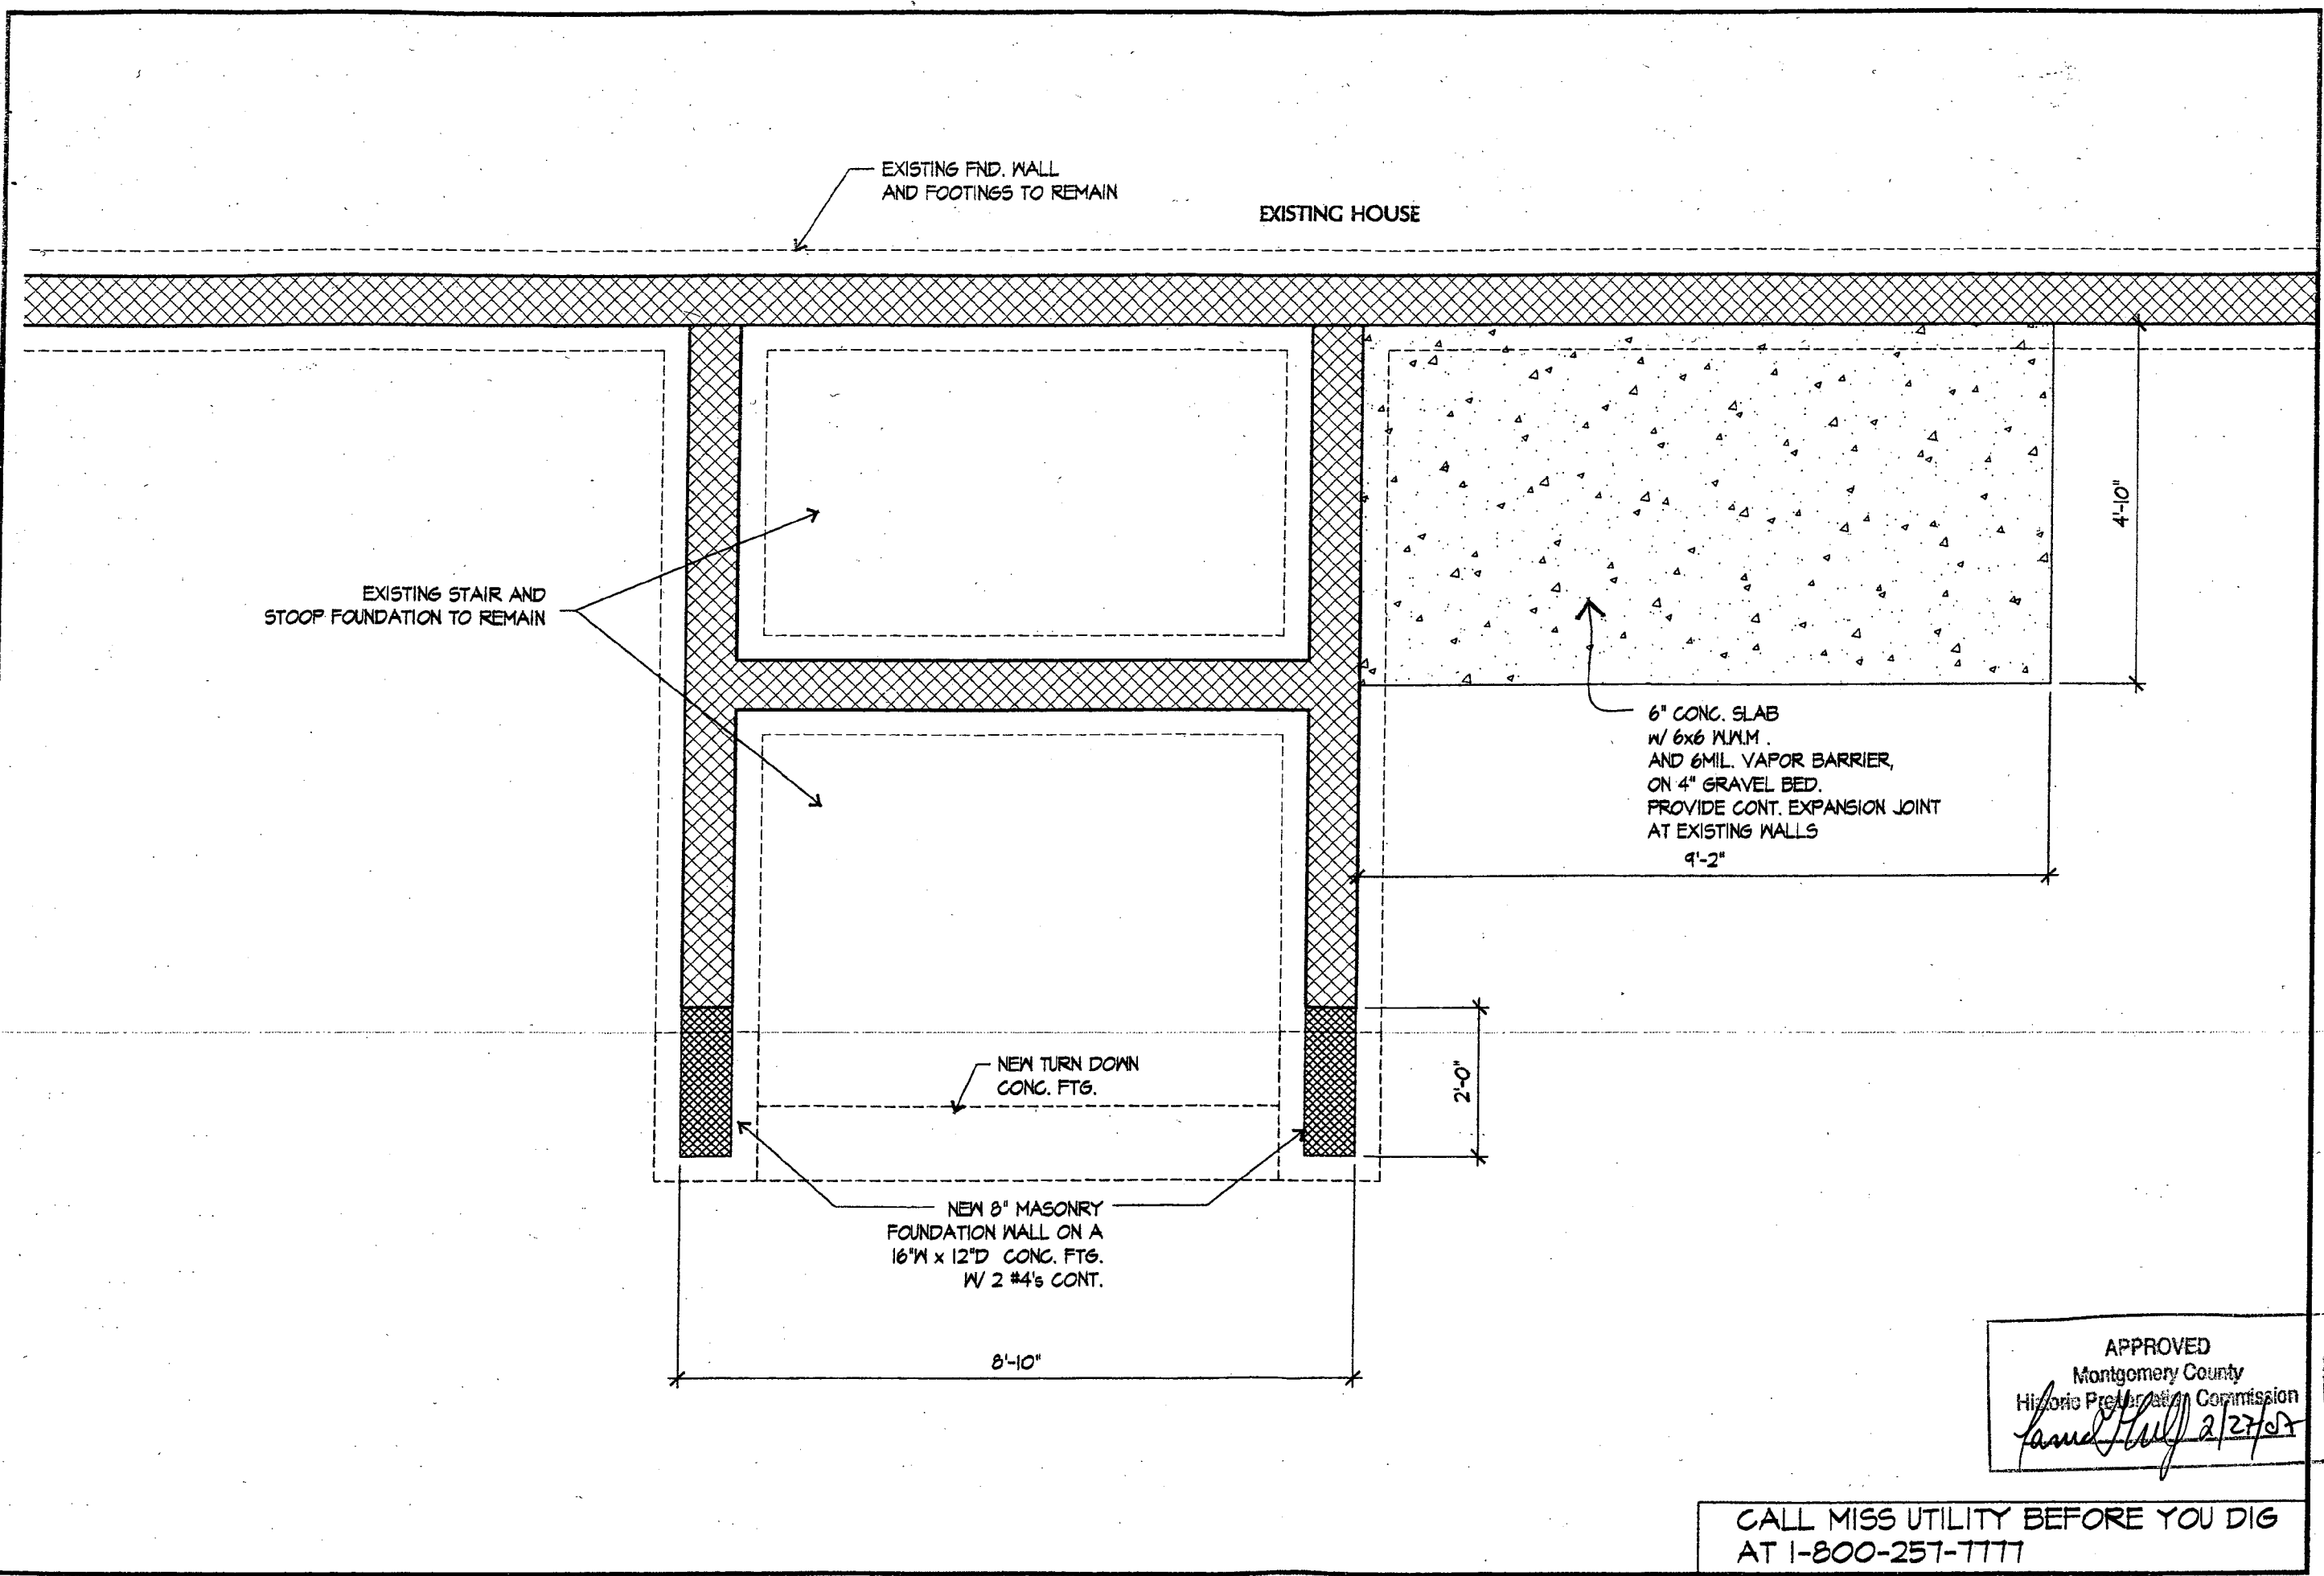 EXISTING FND. WALL
AND FOOTINGS TO REMAIN
EXISTING HOUSE
4'-10"
EXISTING STAIR AND
STOOP FOUNDATION TO REMAIN
6" CONC. SLAB
W/ 6x6 W.W.M .
AND 6MIL. VAPOR BARRIER,
ON 4" GRAVEL BED.
PROVIDE CONT. EXPANSION JOINT
AT EXISTING WALLS
9'-2"
NEW TURN DOWN
CONC. FTG.
2'-0"
NEW 8" MASONRY
FOUNDATION WALL ON A
16"W x 12"D CONC. FTG.
W/ 2 #4's CONT.
8'-10"
APPROVED
Montgomery County
Historic Preservation Commission
2/27/07
CALL MISS UTILITY BEFORE YOU DIG
AT 1-800-257-7777